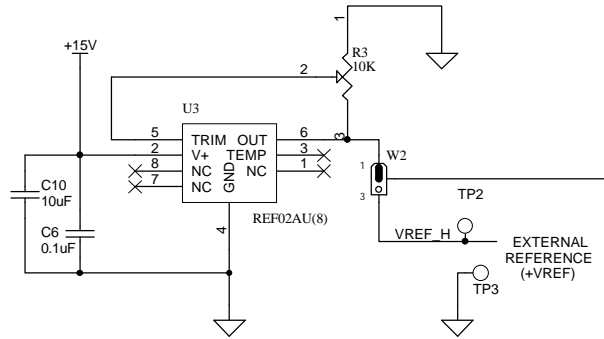 1
+15V
R3
10K
2
U3
3
5
TRIM
OUT
6
2
V+
TEMP
3
8
NC
NC
1
7
NC
GND
4
W2
1
3
C10
10uF
C6
0.1uF
REF02AU(8)
TP2
VREF_H
EXTERNAL
REFERENCE
(+VREF)
TP3